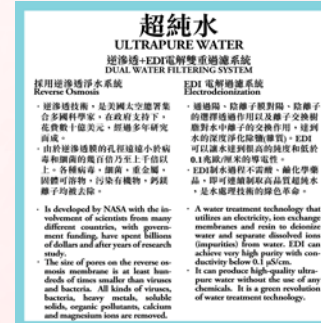 超純水
ULTRAPURE WATER
逆滲透+EDI電解雙重過濾系統
DUAL WATER FILTERING SYSTEM
採用逆滲透淨水系統
Reverse Osmosis
· 逆滲透技術，是美國太空總署集
合多國科學家，在政府支持下，
花費數十億美元，經過多年研究
而成。
· 由於逆滲透膜的孔徑遠遠小於病
毒和細菌的幾百倍乃至上千倍以
上。各種病毒，細菌，重金屬，
固體可溶物，污染有機物，鈣鎂
離子均被去除。
· Is developed by NASA with the in-
volvement of scientists from many
different countries, with govern-
ment funding, have spent billions
of dollars and after years of research
study.
· The size of pores on the reverse os-
mosis membrane is at least hun-
dreds of times smaller than viruses
and bacteria. All kinds of viruses,
bacteria, heavy metals, soluble
solids, organic pollutants, calcium
and magnesium ions are removed.
EDI 電解過濾系統
Electrodeionization
· 通過陽、陰離子膜對陽、陰離子
的選擇透過作用以及離子交換樹
脂對水中離子的交換作用，達到
水的深度淨化除鹽(雜質)。EDI
可以讓水達到很高的純度和低於
0.1兆歐/厘米的導電性。
· EDI制水過程不需酸、鹼化學藥
品，即可連續制取高品質超純水
，是水處理技術的綠色革命。
· A water treatment technology that
utilizes an electricity, ion exchange
membranes and resin to deionize
water and separate dissolved ions
(impurities) from water. EDI can
achieve very high purity with con-
ductivity below 0.1 µS/cm.
· It can produce high-quality ultra-
pure water without the use of any
chemicals. It is a green revolution
of water treatment technology.